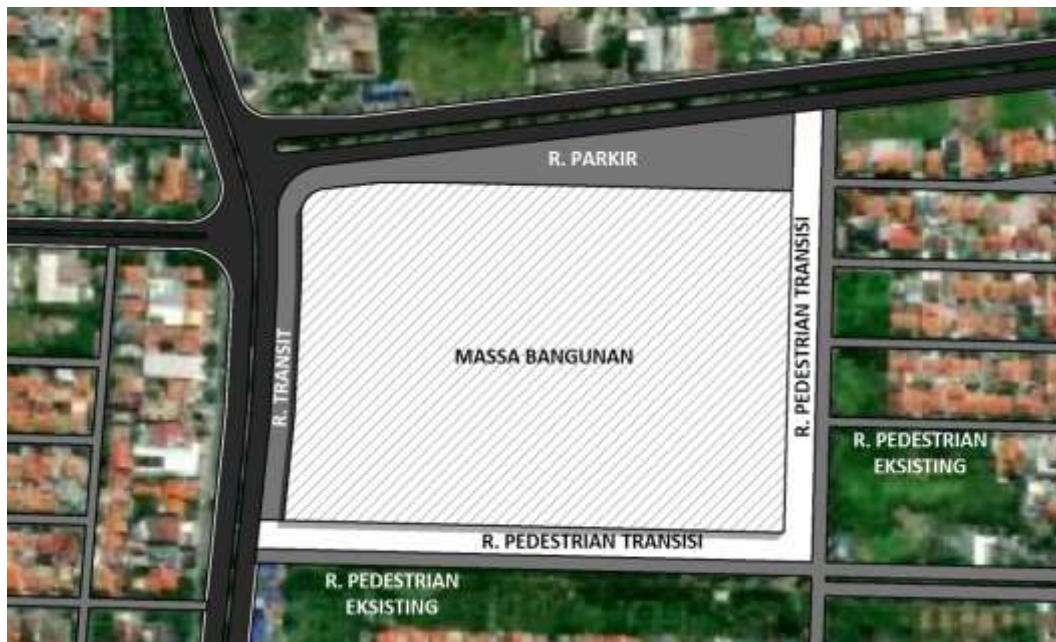 R. PARKIR
R. TRANSIT
MASSA BANGUNAN
R. PEDESTRIAN TRANSISI
R. PEDESTRIAN
EKSISTING
R. PEDESTRIAN TRANSISI
R. PEDESTRIAN
EKSISTING